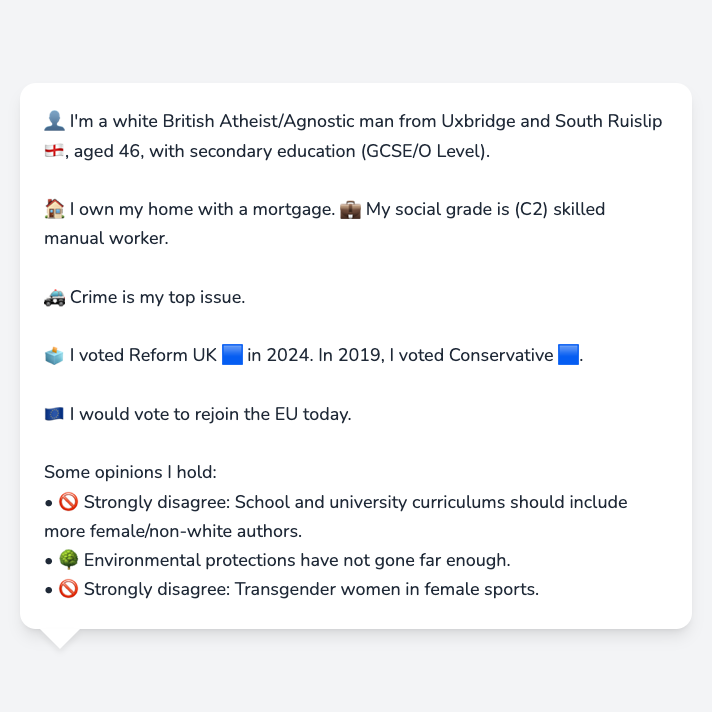 👤 I'm a white British Atheist/Agnostic man from Uxbridge and South Ruislip
🏴󠁧󠁢󠁥󠁮󠁧󠁿, aged 46, with secondary education (GCSE/O Level).
🏠 I own my home with a mortgage. 💼 My social grade is (C2) skilled
manual worker.
🚓 Crime is my top issue.
🗳️ I voted Reform UK 🟦 in 2024. In 2019, I voted Conservative 🟦.
🇪🇺 I would vote to rejoin the EU today.
Some opinions I hold:
• 🚫 Strongly disagree: School and university curriculums should include
more female/non-white authors.
• 🌳 Environmental protections have not gone far enough.
• 🚫 Strongly disagree: Transgender women in female sports.